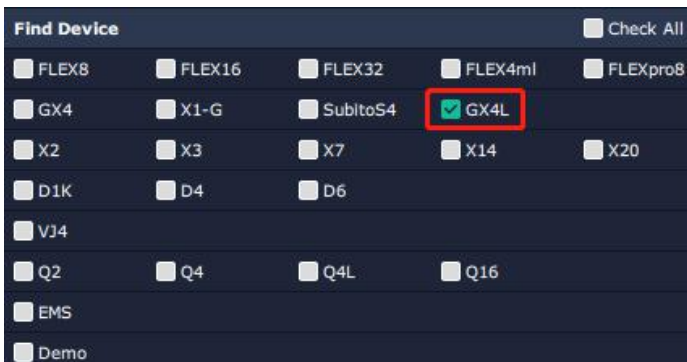 Find Device Check All
FLEX8 FLEX16 FLEX32 FLEX4ml FLEXpro8
GX4 X1-G SubItoS4 GX4L
X2 X3 X7 X14 X20
D1K D4 D6
VJ4
Q2 Q4 Q4L Q16
EMS
Demo